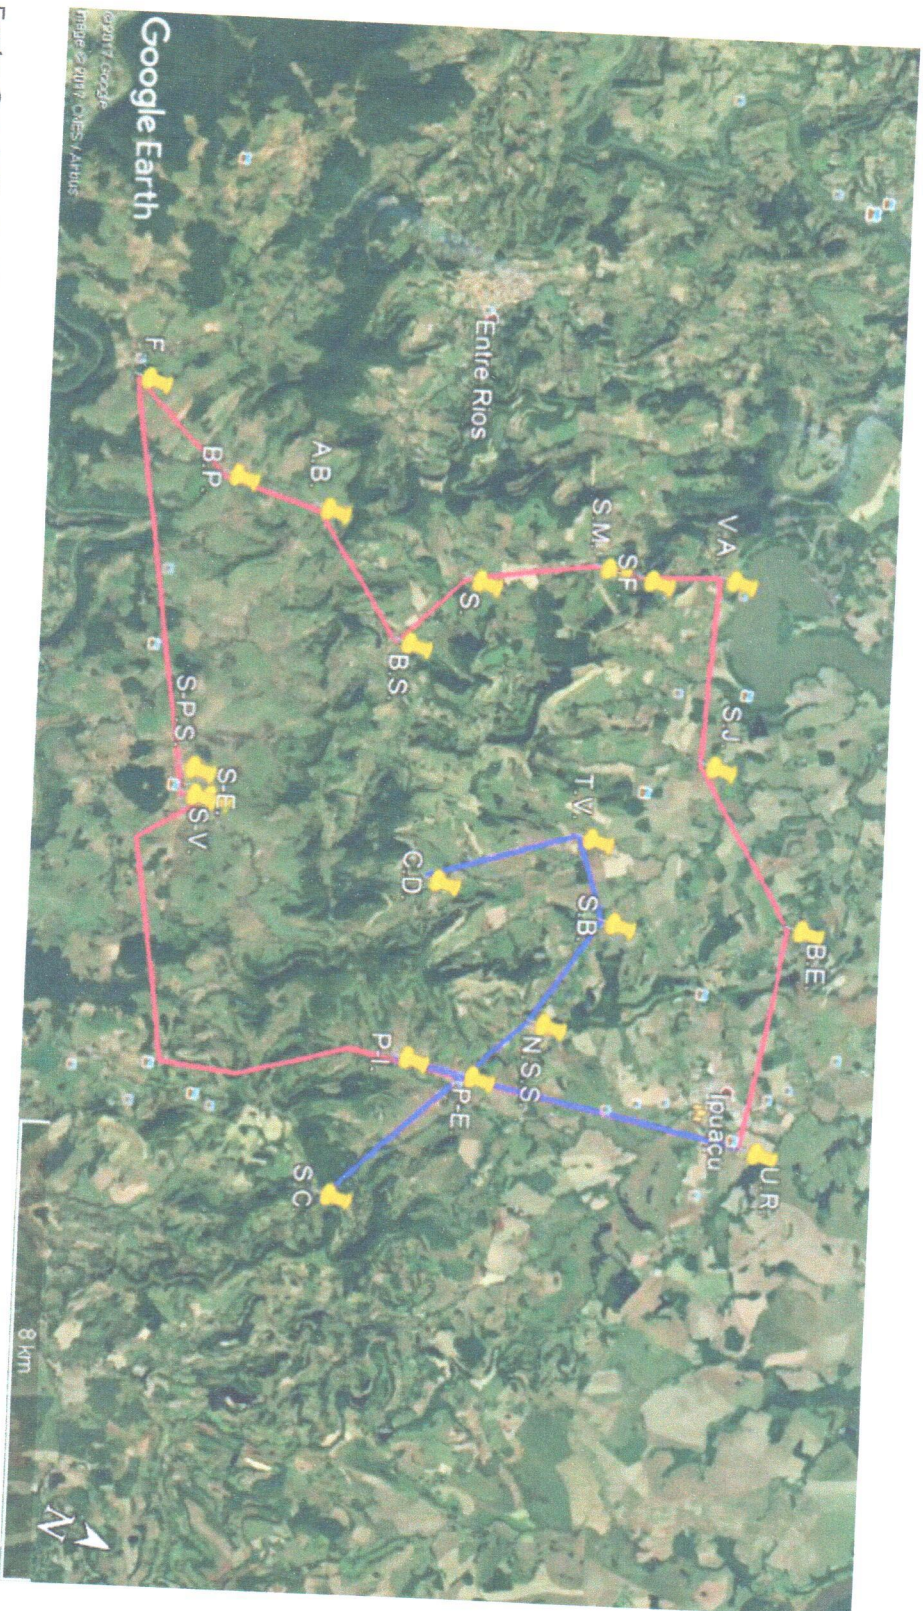 B.E.
U.R
V.A
S.J.
Ipuaçu
S.F
S.M.
T.V.
S.B.
N.S.S.
Entre Rios
S
P-E
C.D.
B.S.
P-I.
A.B.
S.C
S-E.
B.P.
S-V.
S-P.S.
F.
Google Earth
© 2017 Google
Image © 2017 CNES / Airbus
N
8 km